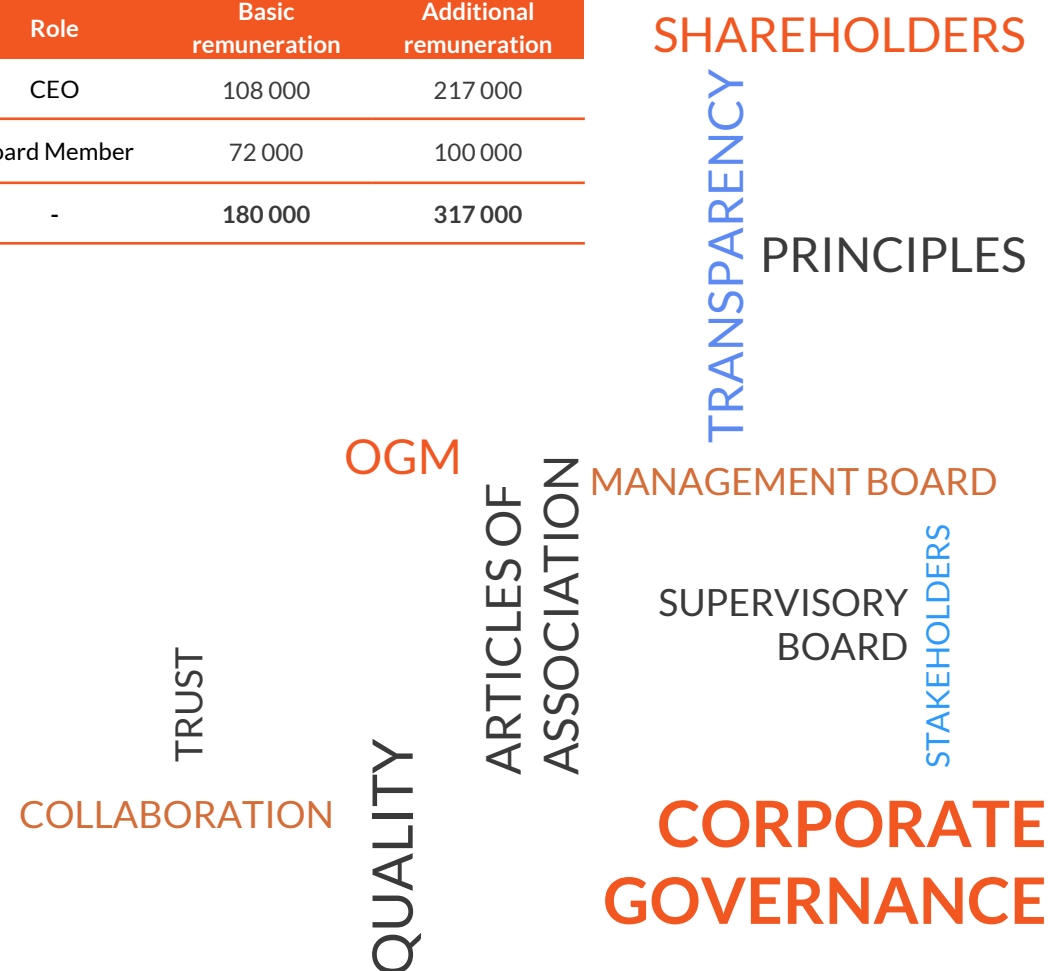 Role Basic remuneration Additional remuneration
CEO 108 000 217 000
Member 72 000 100 000
- 180 000 317 000
SHAREHOLDERS
TRANSPARENCY
PRINCIPLES
OGM
ARTICLES OF
ASSOCIATION
MANAGEMENT BOARD
SUPERVISORY
BOARD
STAKEHOLDERS
TRUST
COLLABORATION
QUALITY
CORPORATE
GOVERNANCE